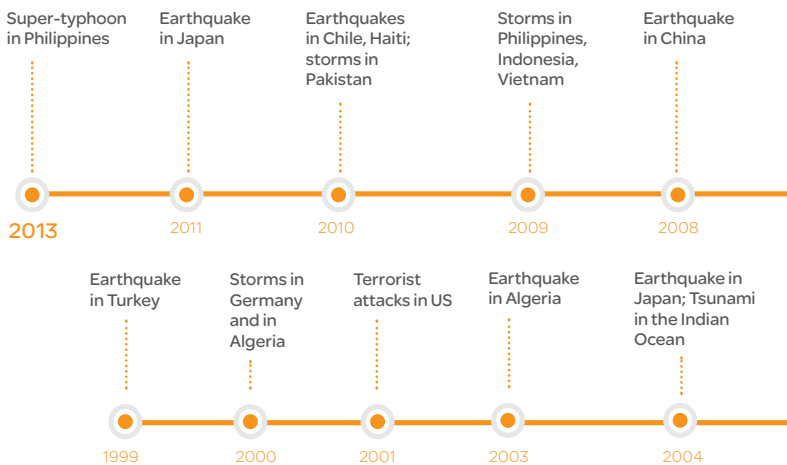 Super-typhoon
in Philippines
Earthquake
in Japan
Earthquakes
in Chile, Haiti;
storms in
Pakistan
Storms in
Philippines,
Indonesia,
Vietnam
Earthquake
in China
2013
2011
2010
2009
2008
Earthquake
in Turkey
Storms in
Germany
and in
Algeria
Terrorist
attacks in US
Earthquake
in Algeria
Earthquake in
Japan; Tsunami
in the Indian
Ocean
1999
2000
2001
2003
2004